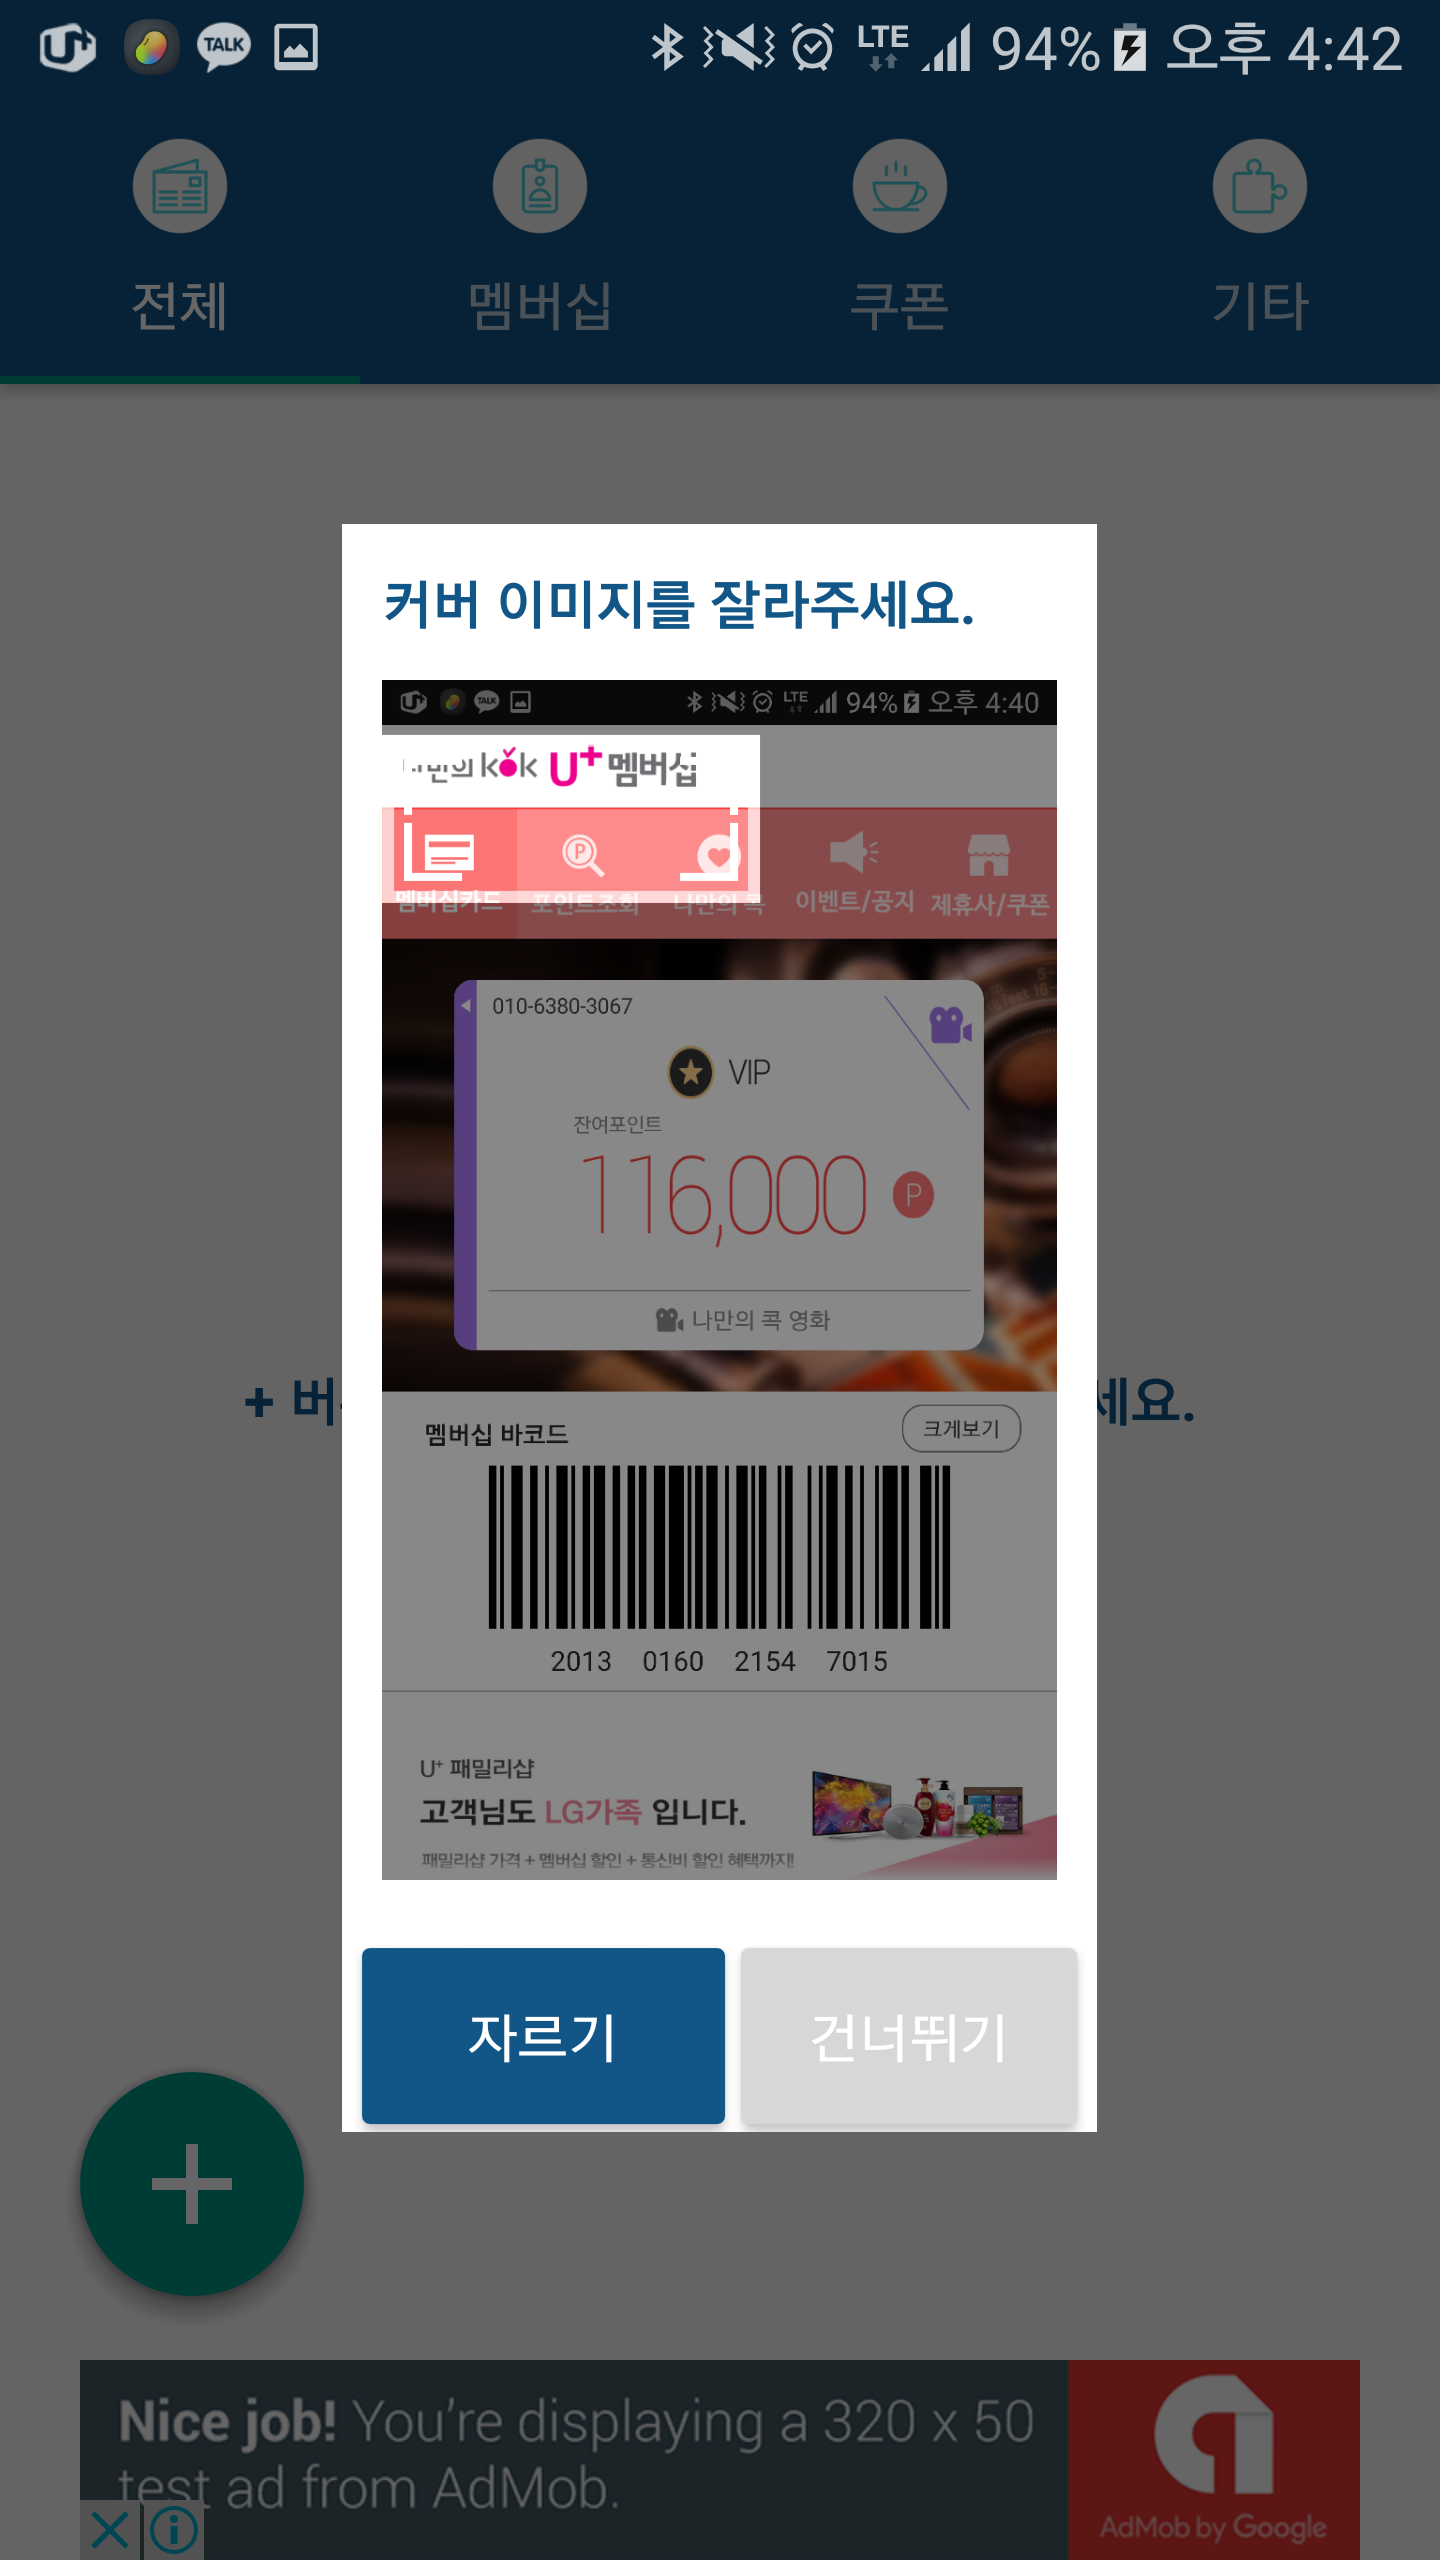 TALK LTE 94% 오후 4:42
전체 멤버십 쿠폰 기타
커버 이미지를 잘라주세요.
TALK LTE 94% 오후 4:40
나만의 kok U+ 멤버십
멤버십카드 포인트조회 나만의 콕 이벤트/공지 제휴사/쿠폰
010-6380-3067
VIP
잔여포인트
116,000 P
나만의 콕 영화
+ 버 세요.
멤버십 바코드 크게보기
2013 0160 2154 7015
U+ 패밀리샵
고객님도 LG가족 입니다.
패밀리샵 가격 + 멤버십 할인 + 통신비 할인 혜택까지!
자르기 건너뛰기
Nice job! You're displaying a 320 x 50
test ad from AdMob.
AdMob by Google